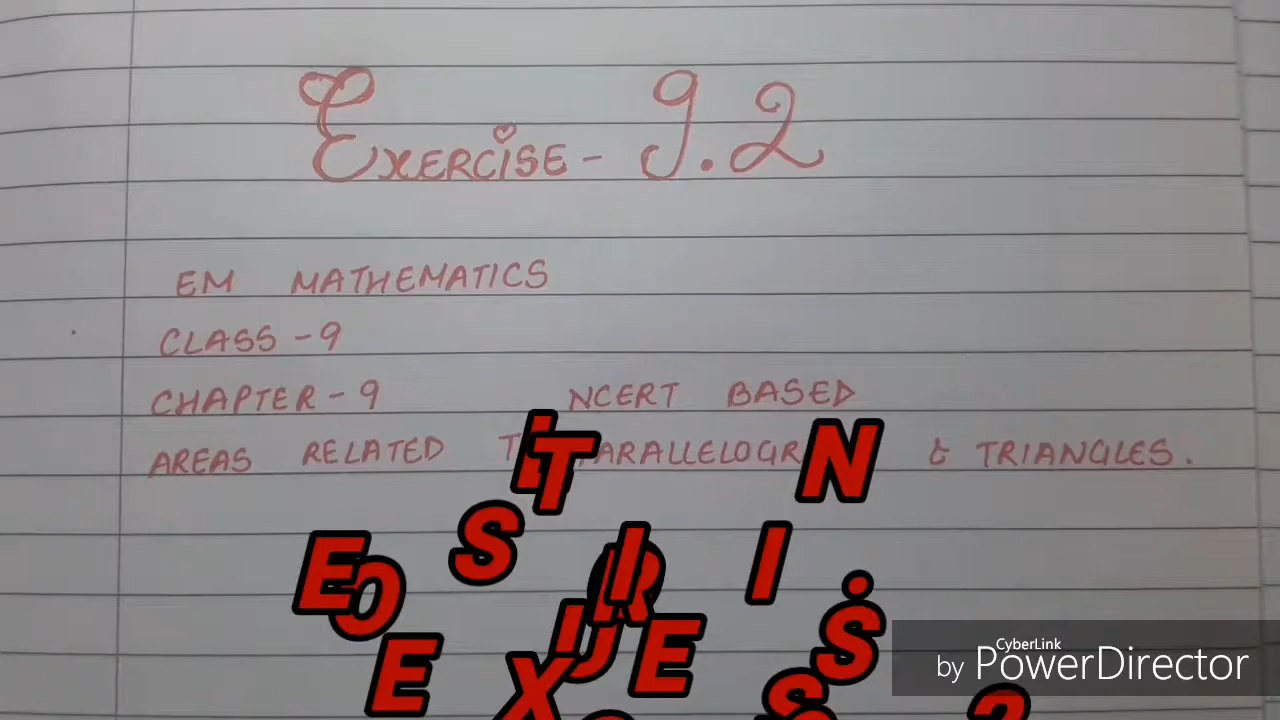 EXERCISE - 9.2
EM MATHEMATICS
CLASS - 9
CHAPTER - 9 NCERT BASED
AREAS RELATED & TRIANGLES.
CyberLink
by PowerDirector